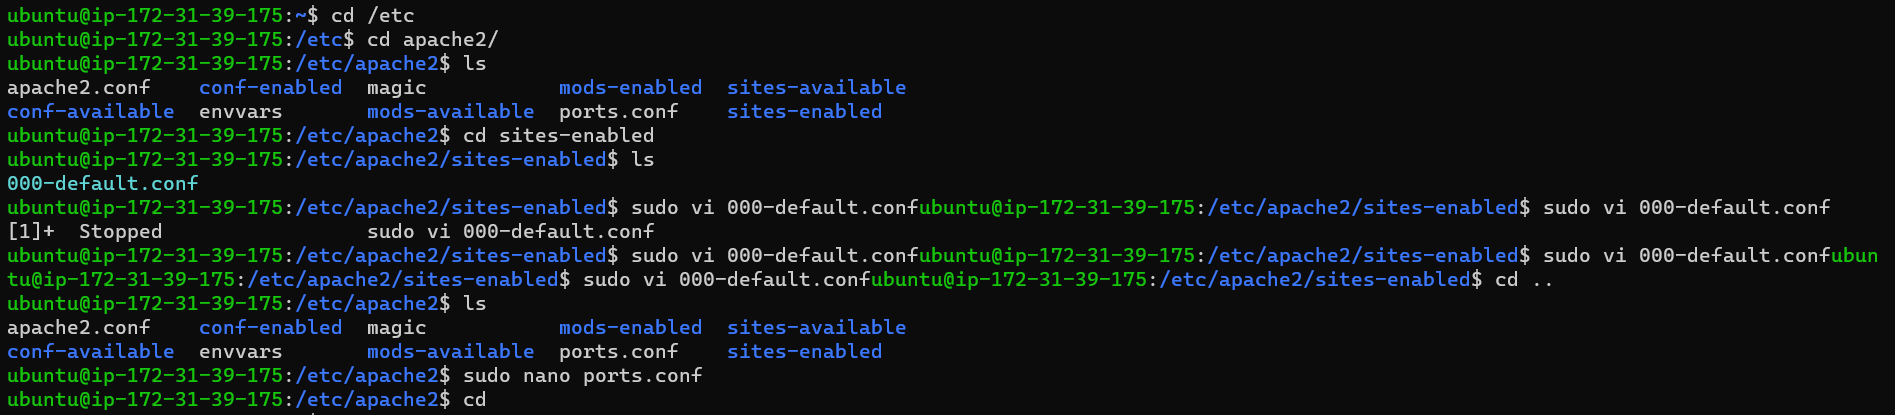 ubuntu@ip-172-31-39-175:~$ cd /etc
ubuntu@ip-172-31-39-175:/etc$ cd apache2/
ubuntu@ip-172-31-39-175:/etc/apache2$ ls
apache2.conf    conf-enabled  magic           mods-enabled  sites-available
conf-available  envvars       mods-available  ports.conf    sites-enabled
ubuntu@ip-172-31-39-175:/etc/apache2$ cd sites-enabled
ubuntu@ip-172-31-39-175:/etc/apache2/sites-enabled$ ls
000-default.conf
ubuntu@ip-172-31-39-175:/etc/apache2/sites-enabled$ sudo vi 000-default.confubuntu@ip-172-31-39-175:/etc/apache2/sites-enabled$ sudo vi 000-default.conf
[1]+  Stopped                 sudo vi 000-default.conf
ubuntu@ip-172-31-39-175:/etc/apache2/sites-enabled$ sudo vi 000-default.confubuntu@ip-172-31-39-175:/etc/apache2/sites-enabled$ sudo vi 000-default.confubun
tu@ip-172-31-39-175:/etc/apache2/sites-enabled$ sudo vi 000-default.confubuntu@ip-172-31-39-175:/etc/apache2/sites-enabled$ cd ..
ubuntu@ip-172-31-39-175:/etc/apache2$ ls
apache2.conf    conf-enabled  magic           mods-enabled  sites-available
conf-available  envvars       mods-available  ports.conf    sites-enabled
ubuntu@ip-172-31-39-175:/etc/apache2$ sudo nano ports.conf
ubuntu@ip-172-31-39-175:/etc/apache2$ cd